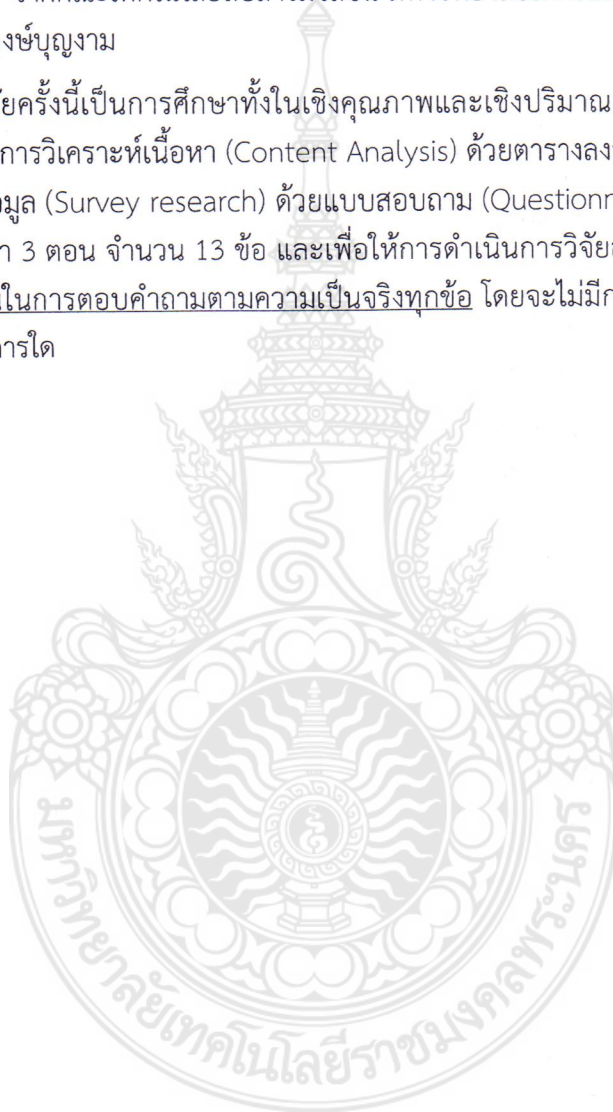 งษ์บุญงาม
ัยครั้งนี้เป็นการศึกษาทั้งในเชิงคุณภาพและเชิงปริมาณ
การวิเคราะห์เนื้อหา (Content Analysis) ด้วยตารางลง
อมูล (Survey research) ด้วยแบบสอบถาม (Questionn
า 3 ตอน จำนวน 13 ข้อ และเพื่อให้การดำเนินการวิจัย
นในการตอบคำถามตามความเป็นจริงทุกข้อ โดยจะไม่มีก
การใด
มหาวิทยาลัยเทคโนโลยีราชมงคลพระนคร